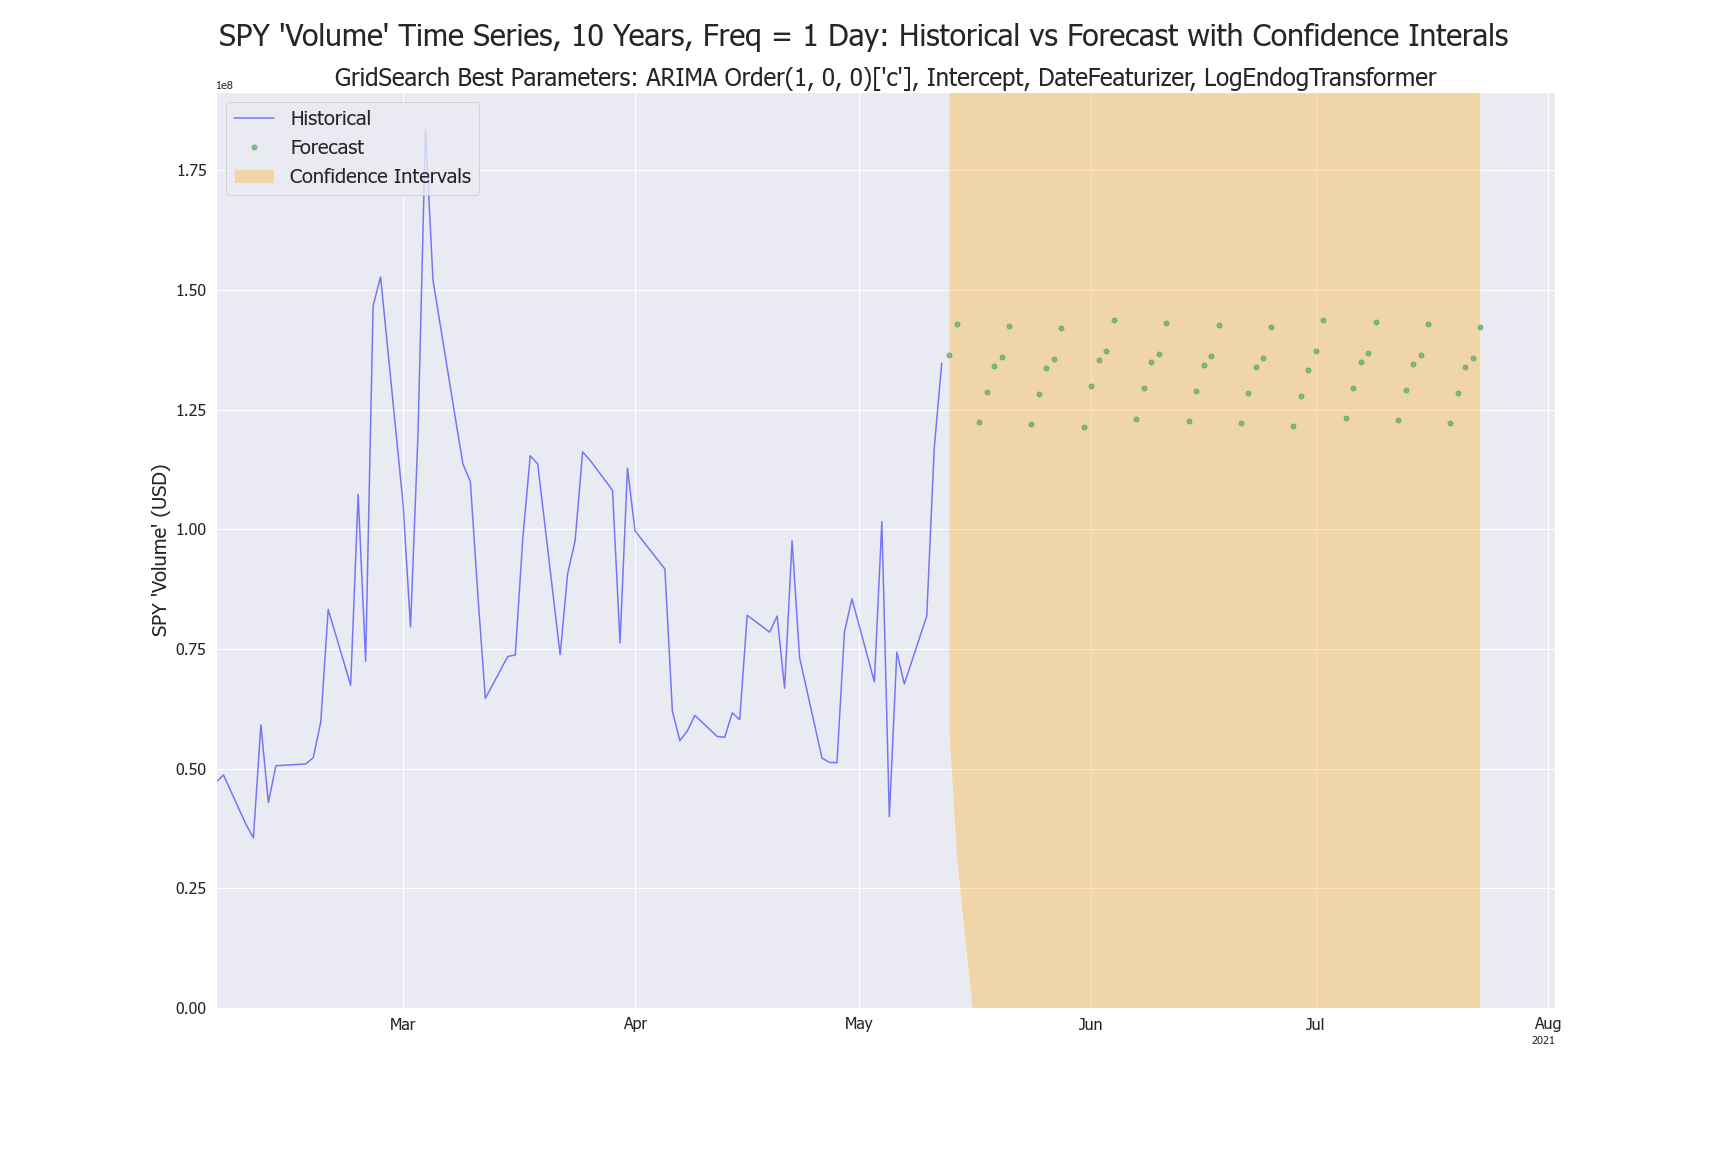 SPY 'Volume' Time Series, 10 Years, Freq = 1 Day: Historical vs Forecast with Confidence Interals
GridSearch Best Parameters: ARIMA Order(1, 0, 0)['c'], Intercept, DateFeaturizer, LogEndogTransformer
1e8
Historical
Forecast
Confidence Intervals
1.75
1.50
1.25
1.00
0.75
0.50
0.25
0.00
SPY 'Volume' (USD)
Mar Apr May Jun Jul Aug
2021